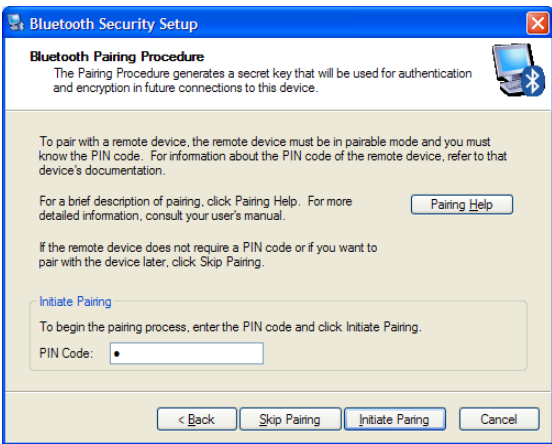 Bluetooth Security Setup
Bluetooth Pairing Procedure
The Pairing Procedure generates a secret key that will be used for authentication
and encryption in future connections to this device.
To pair with a remote device, the remote device must be in pairable mode and you must
know the PIN code. For information about the PIN code of the remote device, refer to that
device's documentation.
For a brief description of pairing, click Pairing Help. For more
detailed information, consult your user's manual.
Pairing Help
If the remote device does not require a PIN code or if you want to
pair with the device later, click Skip Pairing.
Initiate Pairing
To begin the pairing process, enter the PIN code and click Initiate Pairing.
PIN Code: •
< Back
Skip Pairing
Initiate Paring
Cancel